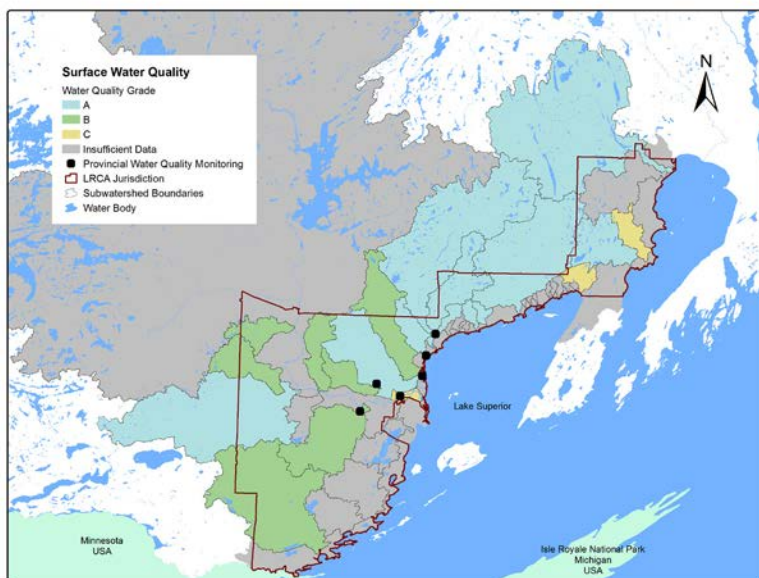 Surface Water Quality
Water Quality Grade
A
B
C
Insufficient Data
Provincial Water Quality Monitoring
LRCA Jurisdiction
Subwatershed Boundaries
Water Body
N
Lake Superior
Minnesota
USA
Isle Royale National Park
Michigan
USA